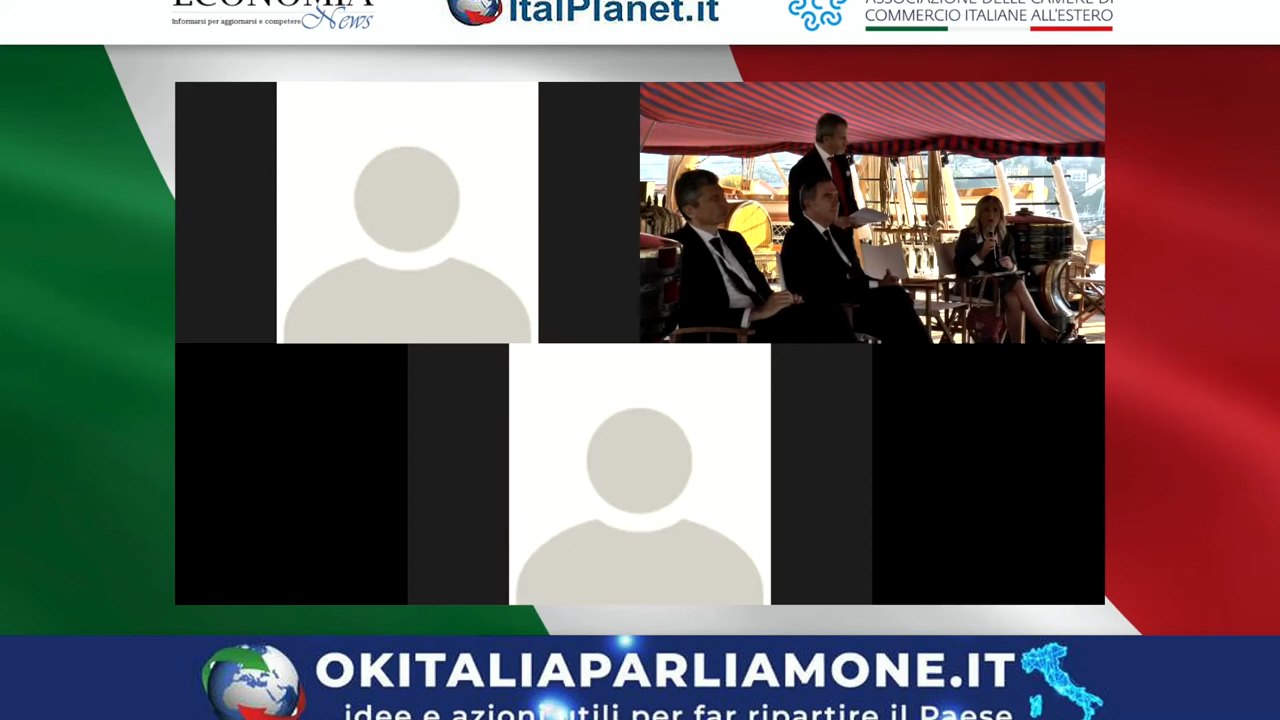 ECONOMIA
Informarsi per aggiornarsi e competere News
ItalPlanet.it
ASSOCIAZIONE DELLE CAMERE DI
COMMERCIO ITALIANE ALL'ESTERO
OKITALIAPARLIAMONE.IT
idee e azioni utili per far ripartire il Paese